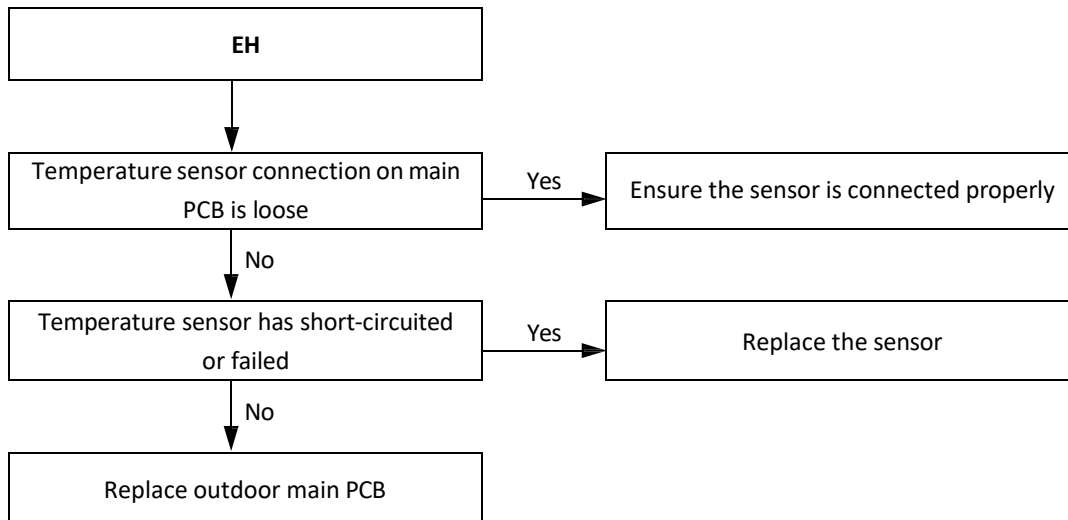 EH
Temperature sensor connection on main
PCB is loose
Yes
Ensure the sensor is connected properly
No
Temperature sensor has short-circuited
or failed
Yes
Replace the sensor
No
Replace outdoor main PCB